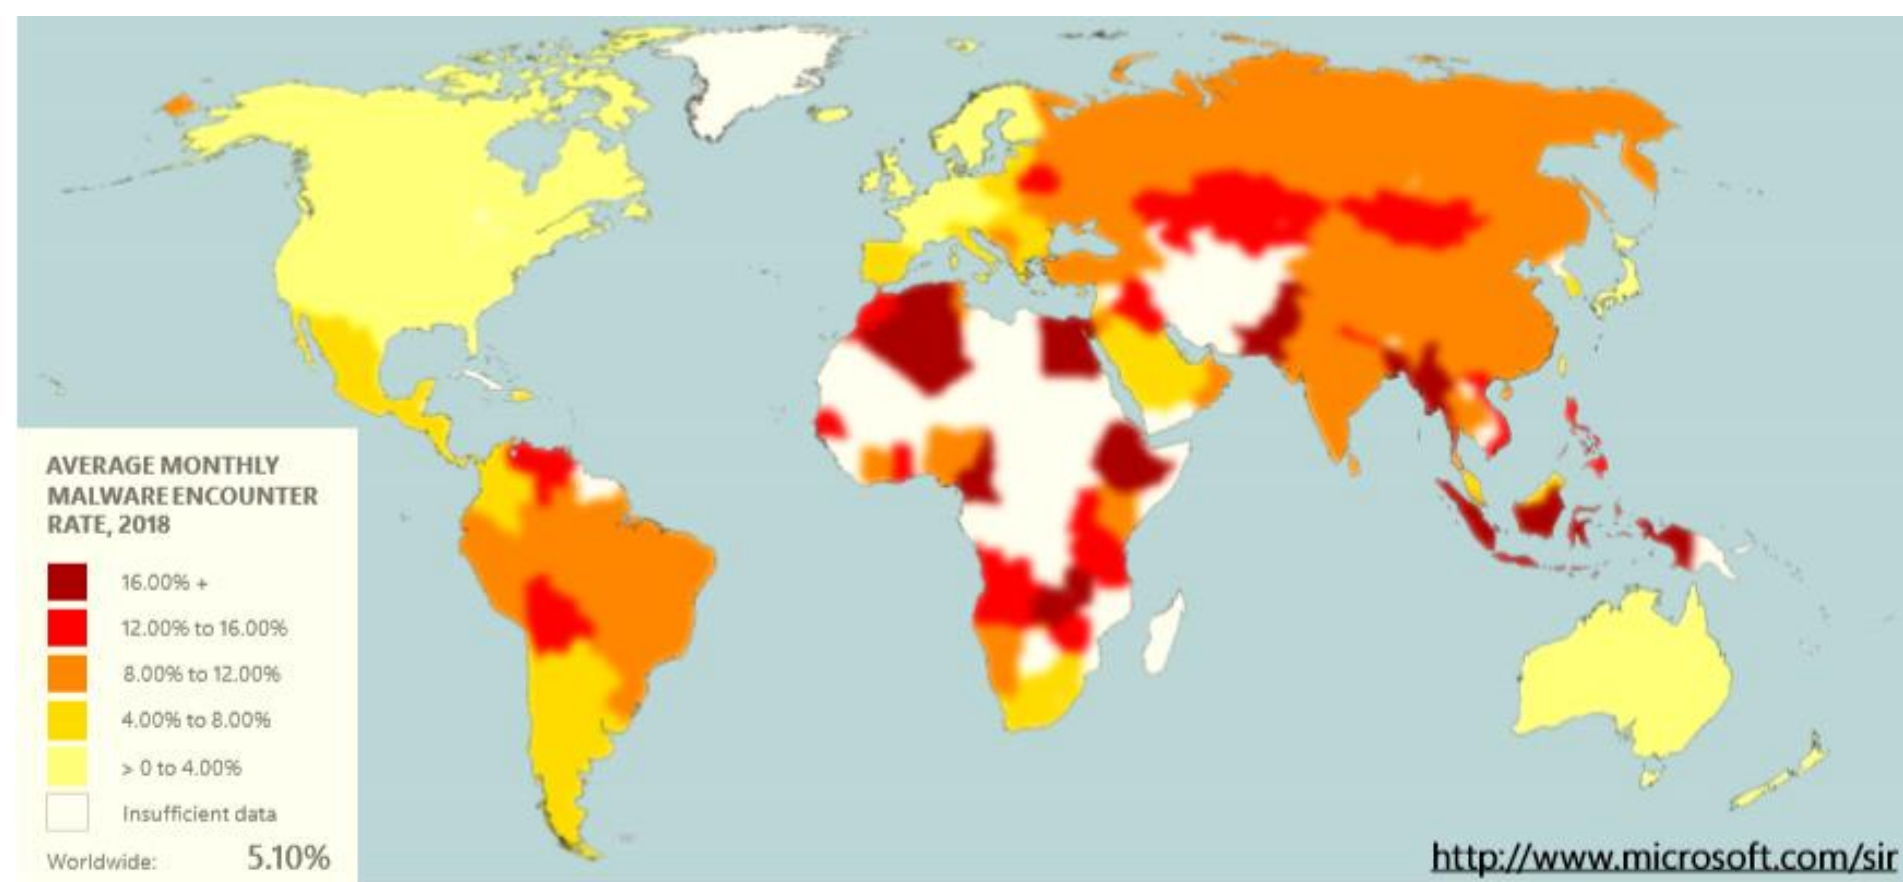 AVERAGE MONTHLY
MALWARE ENCOUNTER
RATE, 2018
16.00% +
12.00% to 16.00%
8.00% to 12.00%
4.00% to 8.00%
> 0 to 4.00%
Insufficient data
Worldwide: 5.10%
http://www.microsoft.com/sir